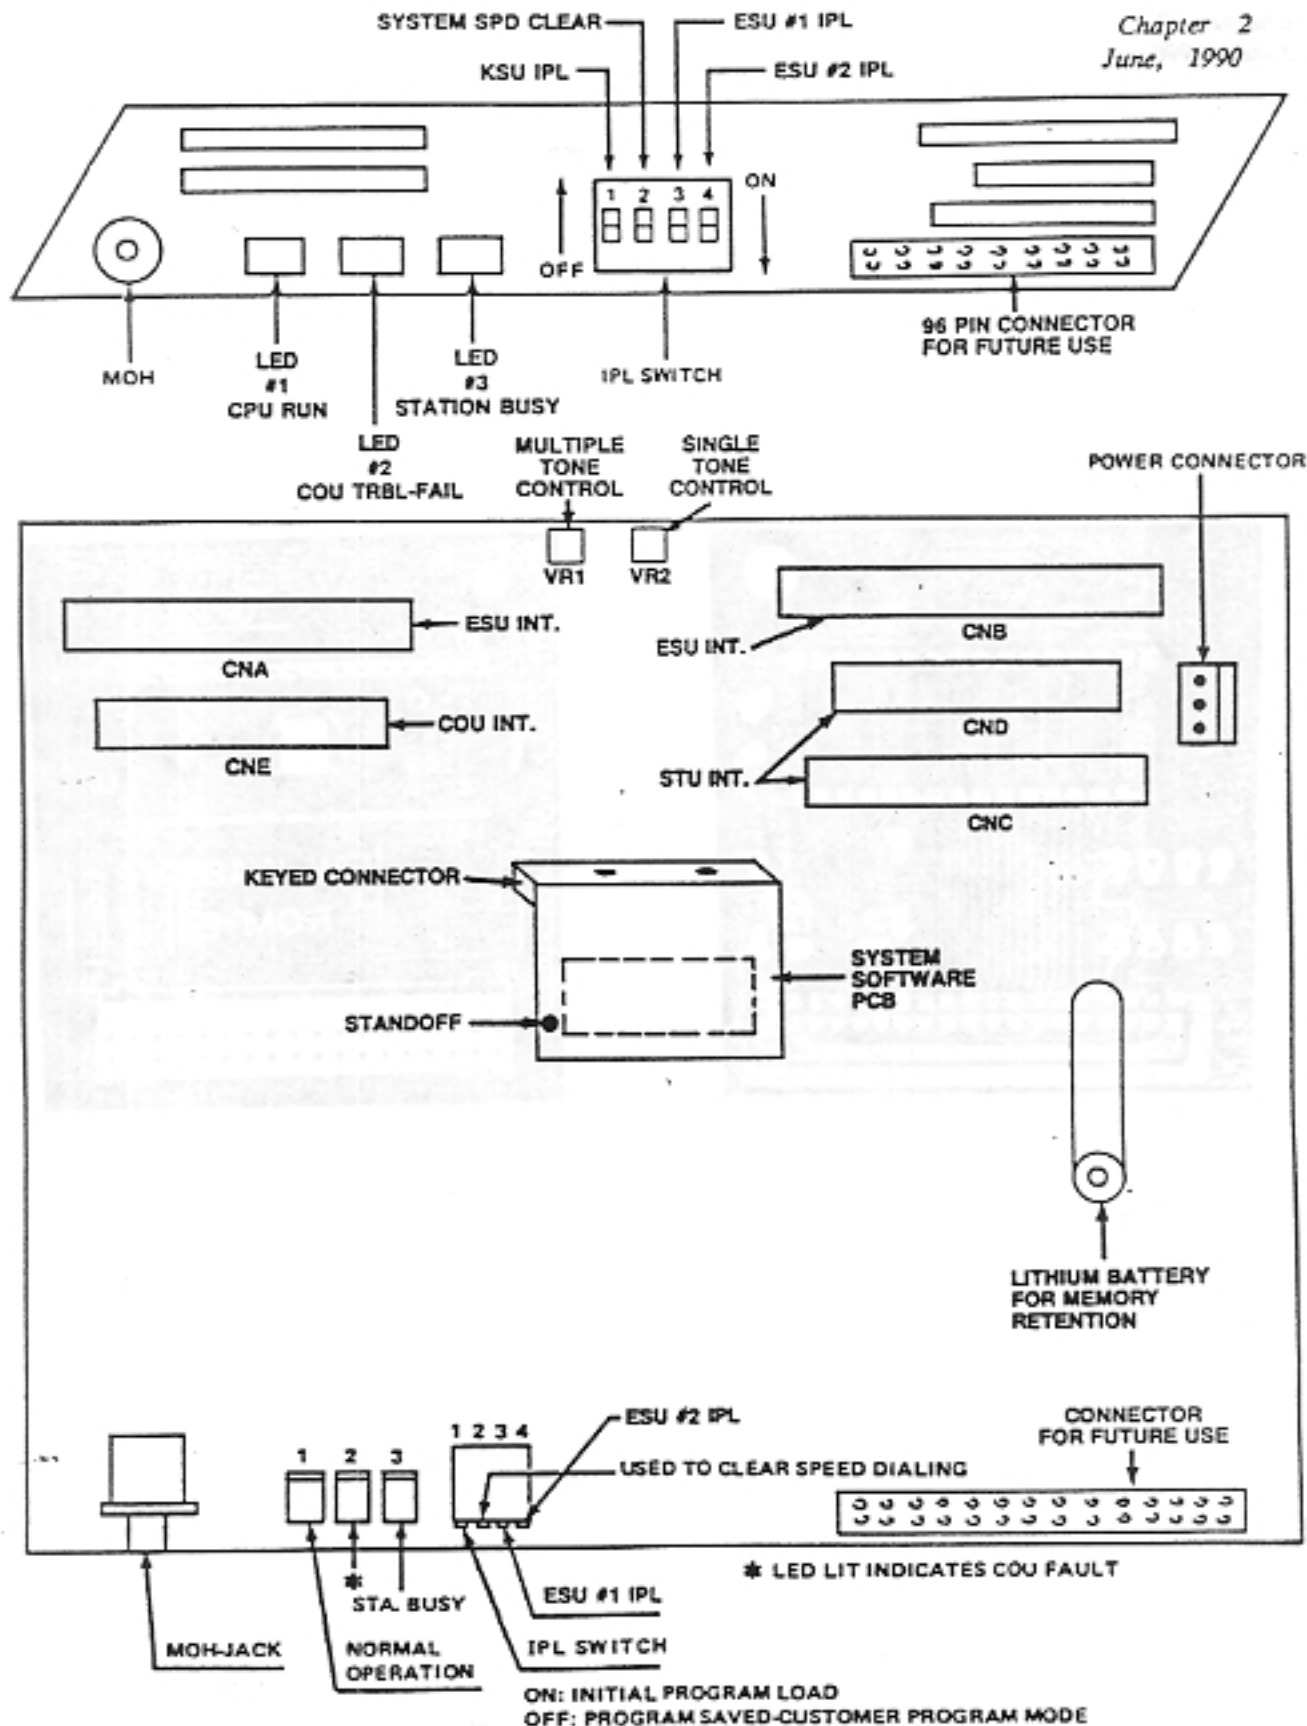 Chapter 2
June, 1990
SYSTEM SPD CLEAR
ESU #1 IPL
KSU IPL
ESU #2 IPL
1 2 3 4
ON
OFF
MOH
LED
#1
CPU RUN
LED
#2
COU TRBL-FAIL
LED
#3
STATION BUSY
IPL SWITCH
96 PIN CONNECTOR
FOR FUTURE USE
MULTIPLE
TONE
CONTROL
SINGLE
TONE
CONTROL
POWER CONNECTOR
VR1
VR2
ESU INT.
CNA
ESU INT.
CNB
COU INT.
CNE
CND
STU INT.
CNC
KEYED CONNECTOR
SYSTEM
SOFTWARE
PCB
STANDOFF
LITHIUM BATTERY
FOR MEMORY
RETENTION
1 2 3
1 2 3 4
ESU #2 IPL
USED TO CLEAR SPEED DIALING
CONNECTOR
FOR FUTURE USE
*
STA. BUSY
ESU #1 IPL
* LED LIT INDICATES COU FAULT
MOH-JACK
NORMAL
OPERATION
IPL SWITCH
ON: INITIAL PROGRAM LOAD
OFF: PROGRAM SAVED-CUSTOMER PROGRAM MODE